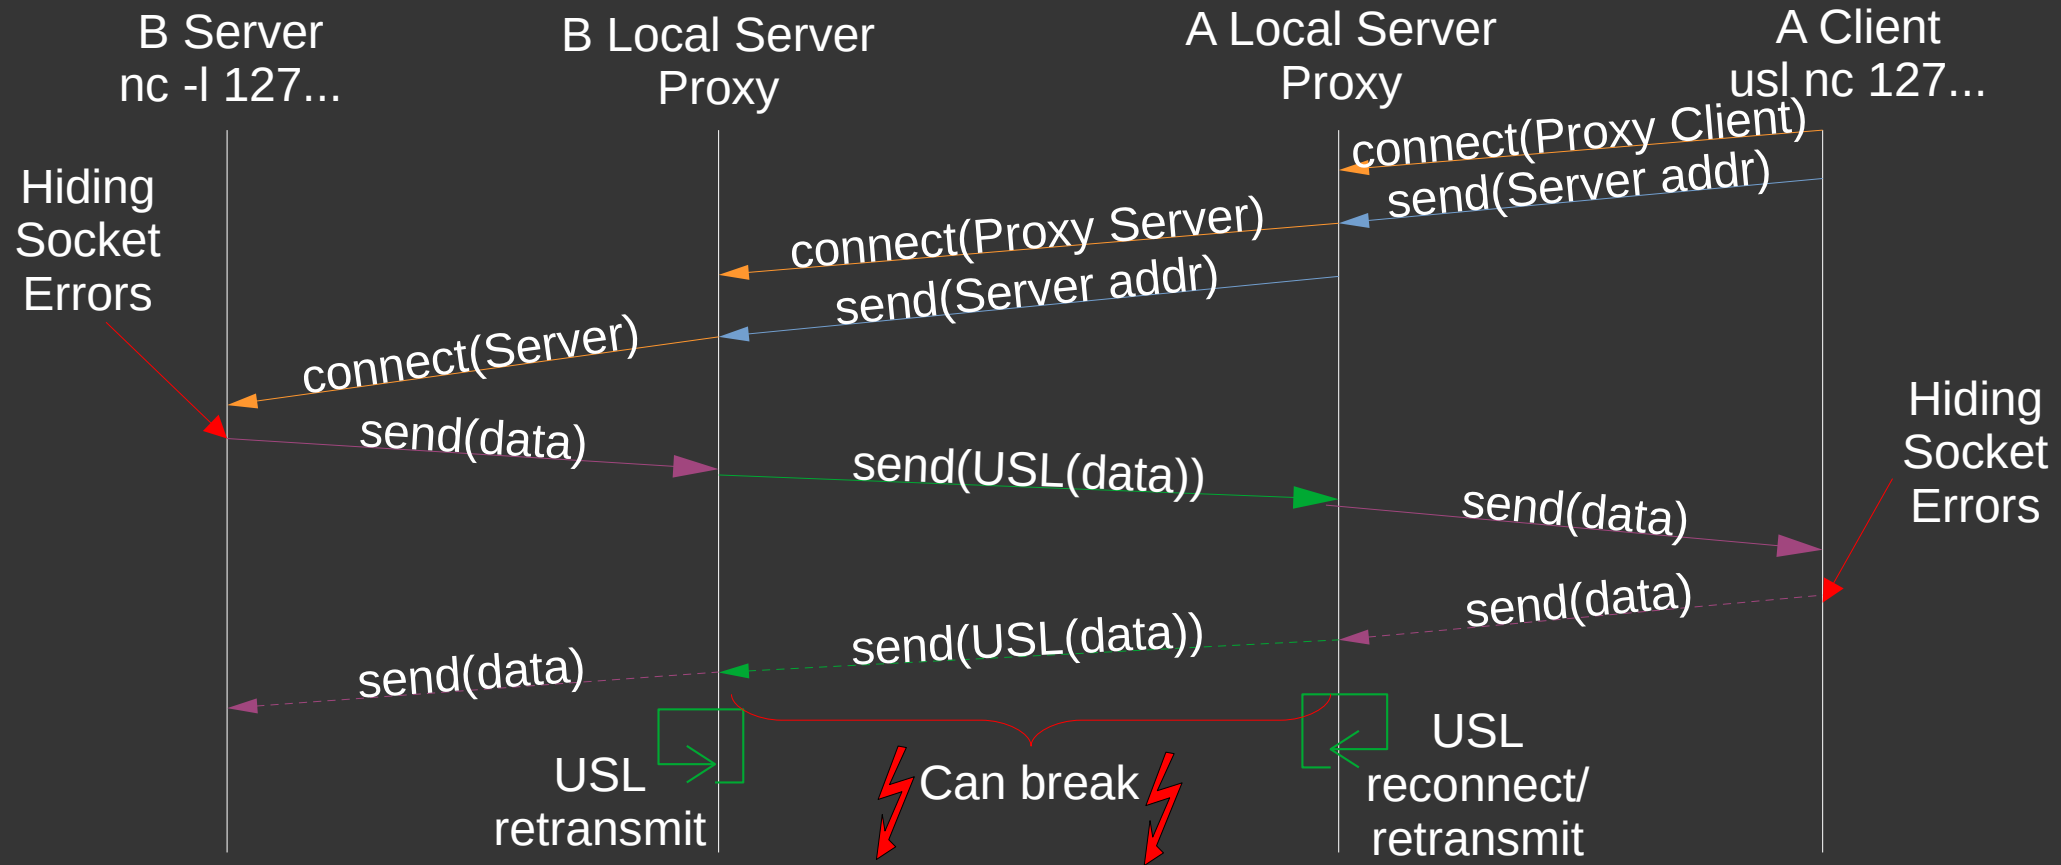 B Server
nc -l 127...
B Local Server
Proxy
A Local Server
Proxy
A Client
usl nc 127...
connect(Proxy Client)
send(Server addr)
connect(Proxy Server)
send(Server addr)
connect(Server)
Hiding
Socket
Errors
send(data)
send(USL(data))
send(data)
Hiding
Socket
Errors
send(data)
send(USL(data))
send(data)
USL
retransmit
Can break
USL
reconnect/
retransmit